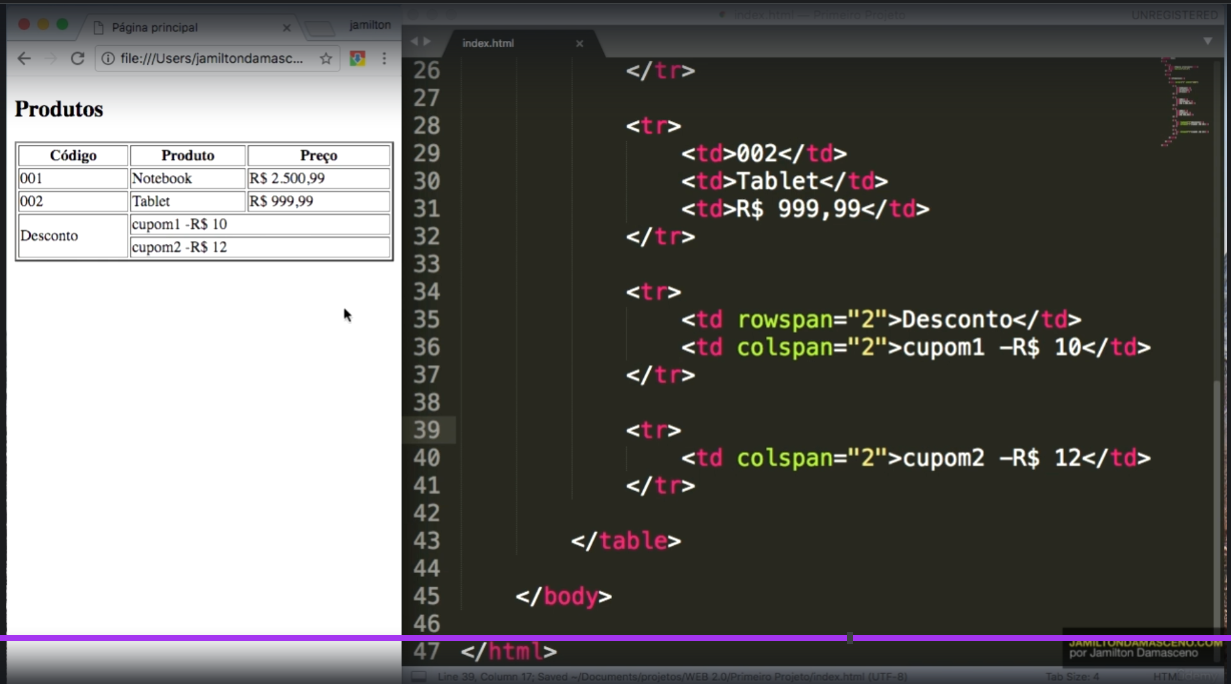 Página principal
jamilton
file:///Users/jamiltondamasc...
Produtos
Código Produto Preço
001 Notebook R$ 2.500,99
002 Tablet R$ 999,99
Desconto
cupom1 -R$ 10
cupom2 -R$ 12
index.html — Primeiro Projeto
UNREGISTERED
index.html
26 </tr>
27
28 <tr>
29 <td>002</td>
30 <td>Tablet</td>
31 <td>R$ 999,99</td>
32 </tr>
33
34 <tr>
35 <td rowspan="2">Desconto</td>
36 <td colspan="2">cupom1 -R$ 10</td>
37 </tr>
38
39 <tr>
40 <td colspan="2">cupom2 -R$ 12</td>
41 </tr>
42
43 </table>
44
45 </body>
46
47 </html>
JAMILTONDAMASCENO.COM
por Jamilton Damasceno
Line 39, Column 17; Saved ~/Documents/projetos/WEB 2.0/Primeiro Projeto/index.html (UTF-8)
Tab Size: 4
HTML